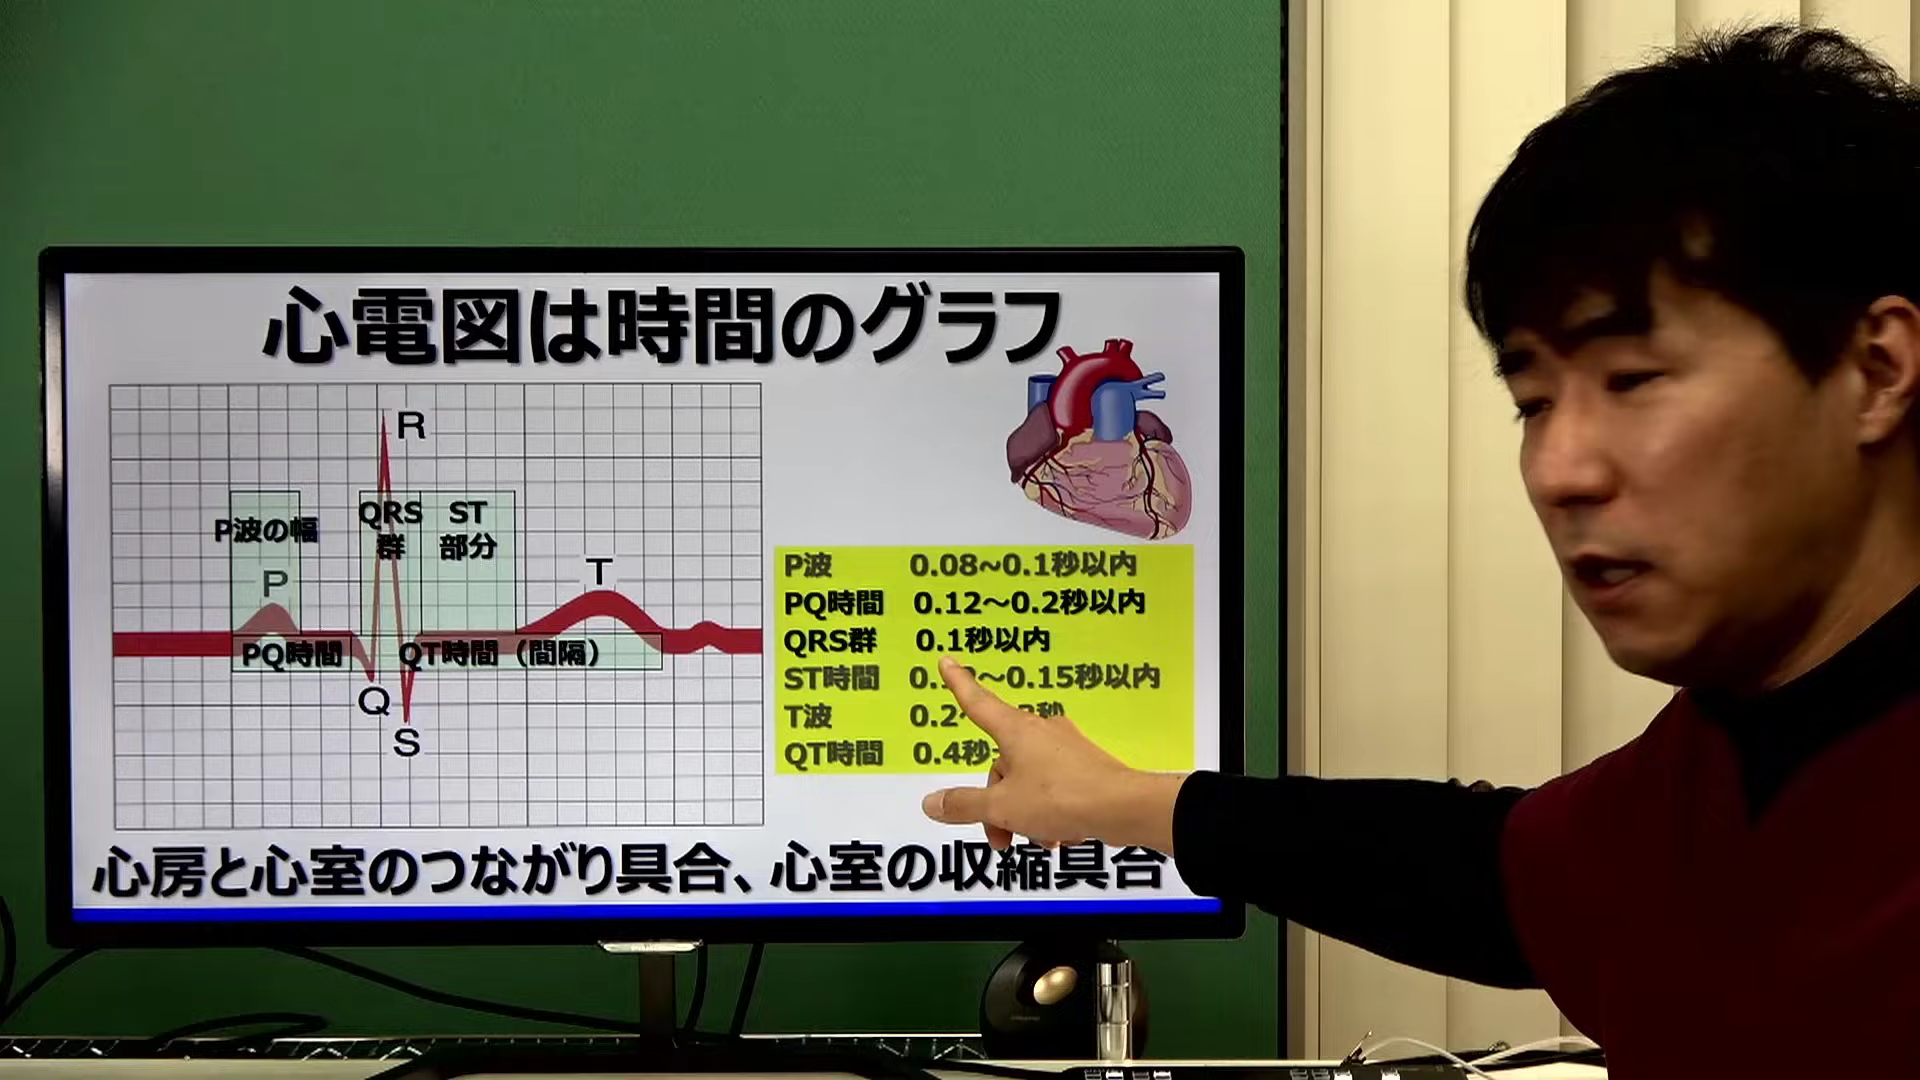 心電図は時間のグラフ
R
P波の幅
QRS
群
ST
部分
P
T
PQ時間
QT時間（間隔）
Q
S
P波 0.08～0.1秒以内
PQ時間 0.12～0.2秒以内
QRS群 0.1秒以内
ST時間 0.1～0.15秒以内
T波 0.2～秒
QT時間 0.4秒
心房と心室のつながり具合、心室の収縮具合